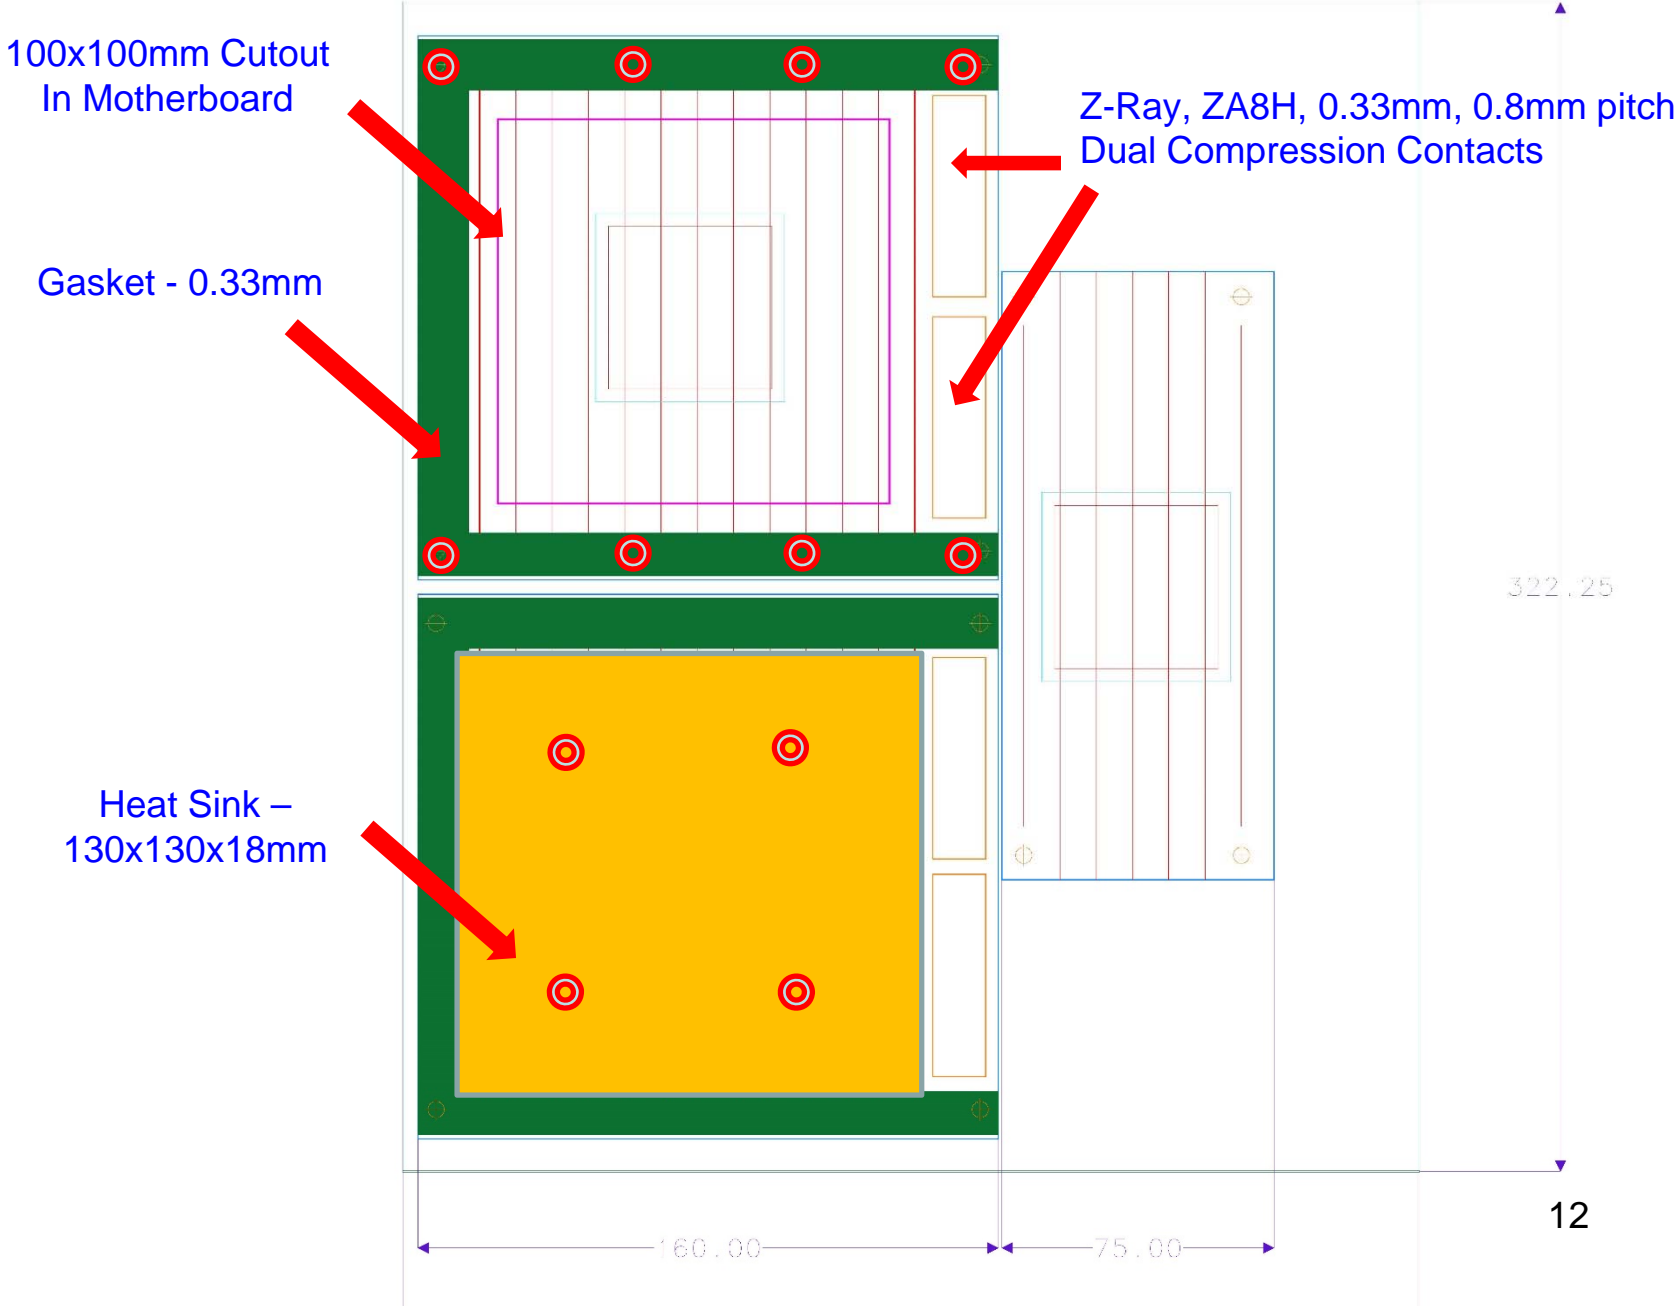 100x100mm Cutout
In Motherboard
Z-Ray, ZA8H, 0.33mm, 0.8mm pitch
Dual Compression Contacts
Gasket - 0.33mm
322.25
Heat Sink –
130x130x18mm
12
160.00
75.00